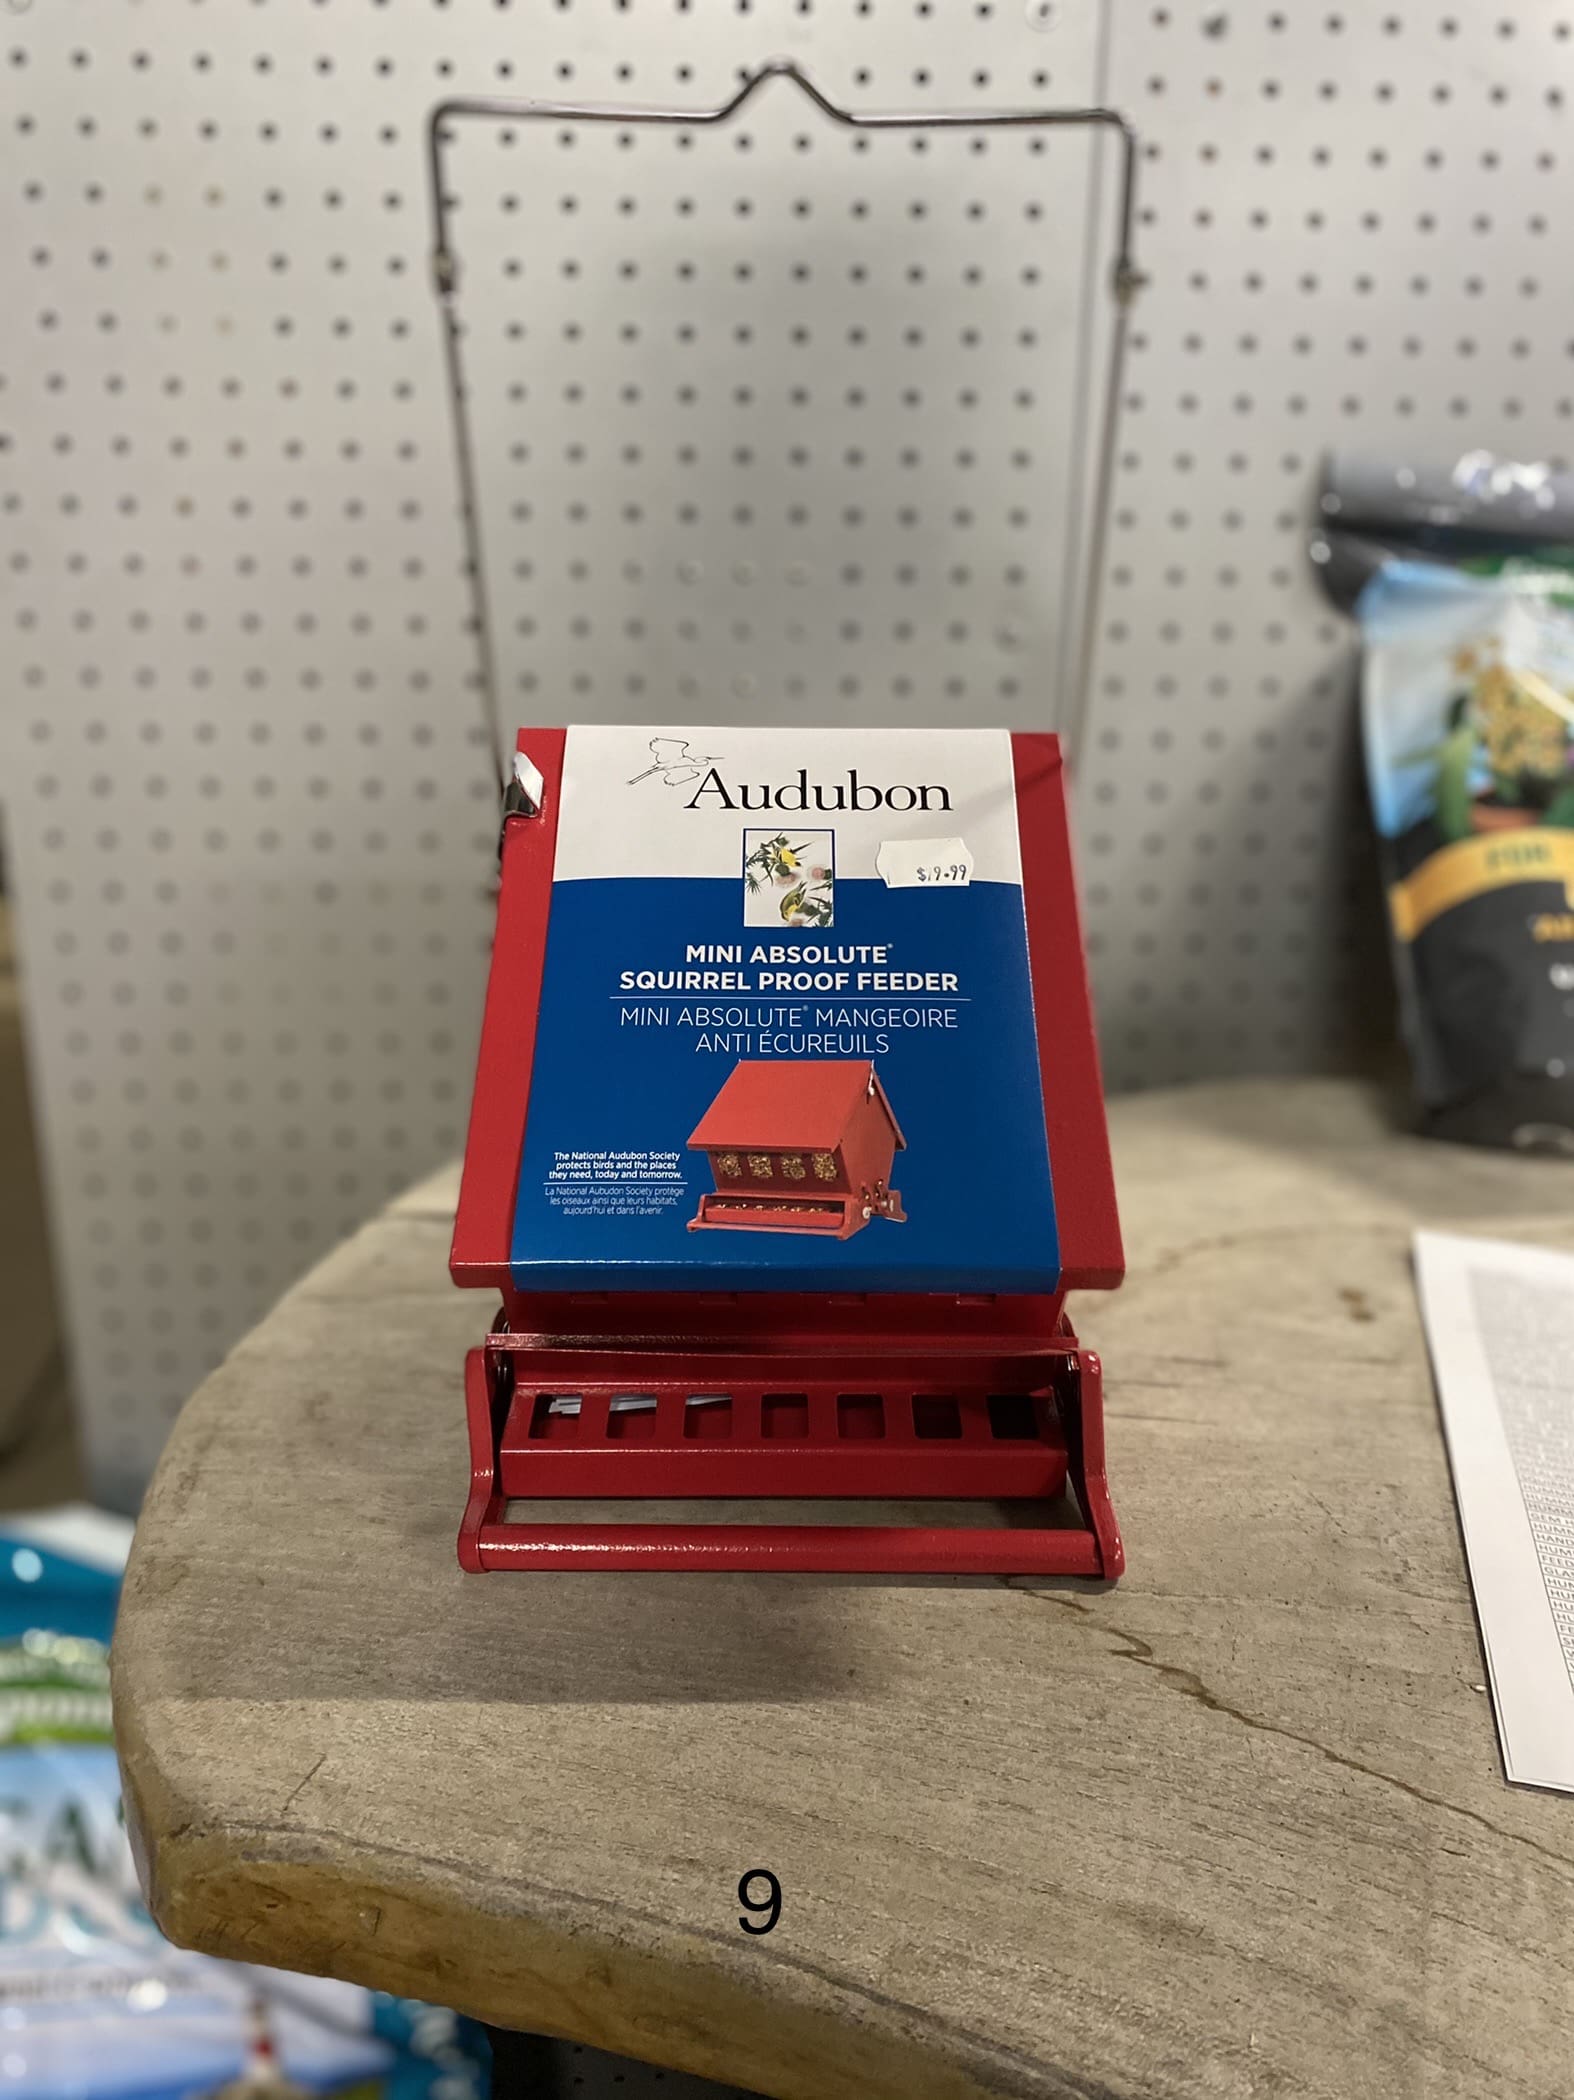 Audubon
$19.99
MINI ABSOLUTE®
SQUIRREL PROOF FEEDER
MINI ABSOLUTE® MANGEOIRE
ANTI ÉCUREUILS
The National Audubon Society
protects birds and the places
they need, today and tomorrow.
La National Aubudon Society protège
les oiseaux ainsi que leurs habitats,
aujourd'hui et dans l'avenir.
FOR
9